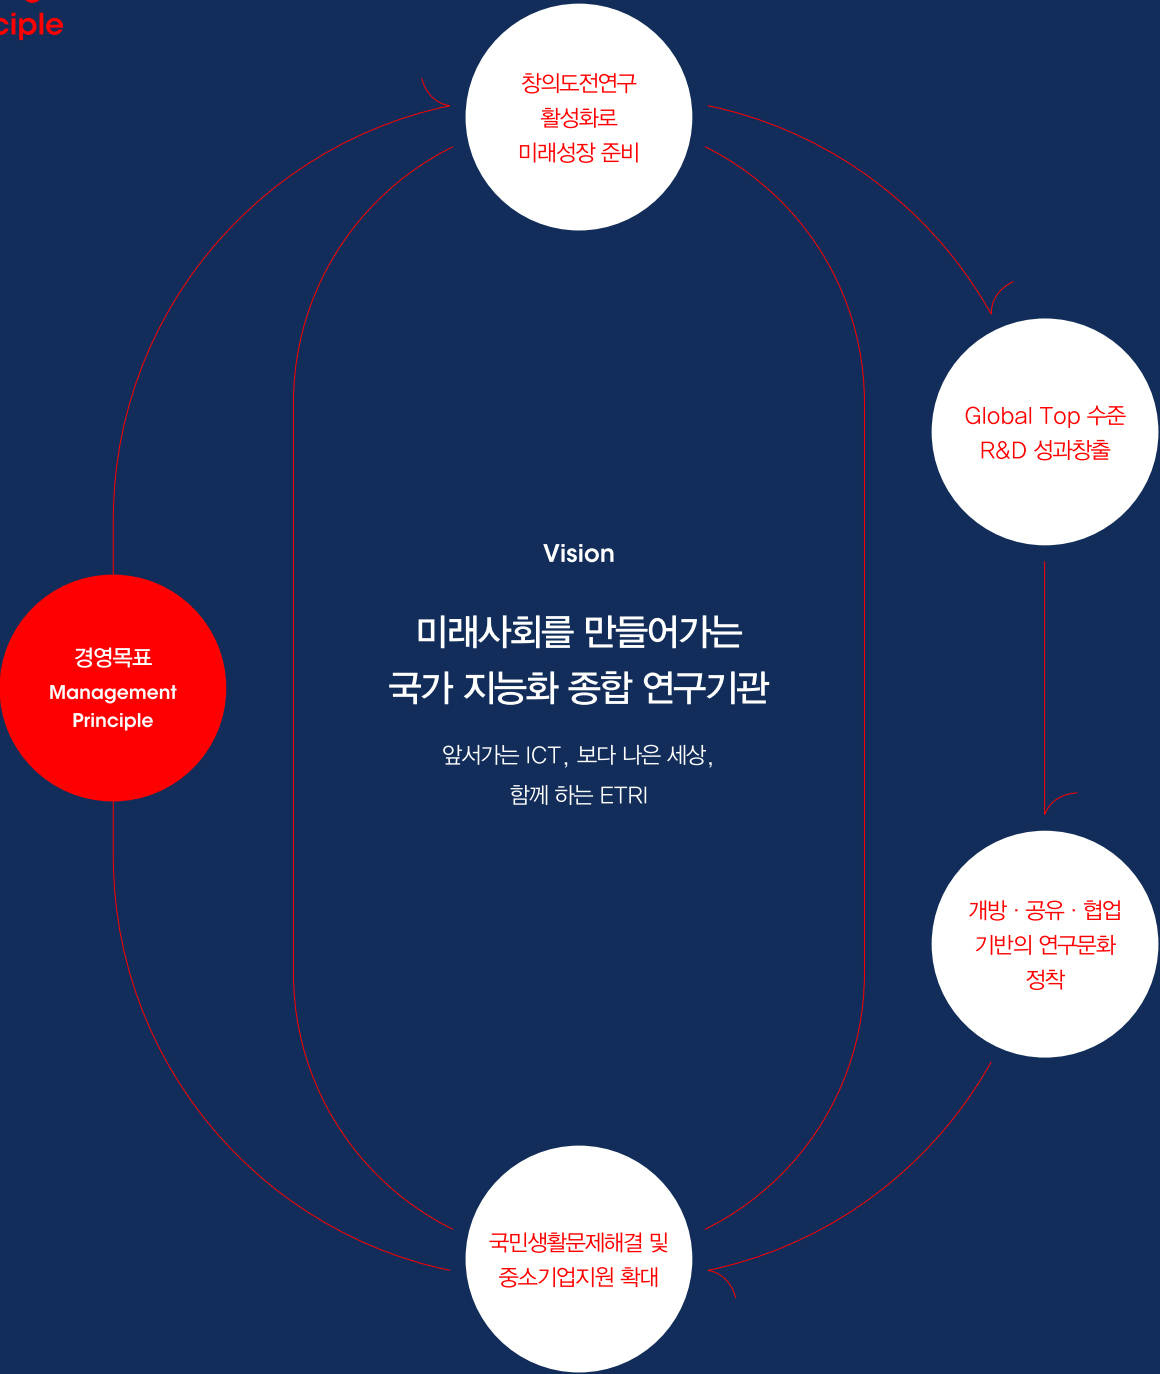 ciple
창의도전연구
활성화로
미래성장 준비
Global Top 수준
R&D 성과창출
Vision
미래사회를 만들어가는
국가 지능화 종합 연구기관
앞서가는 ICT, 보다 나은 세상,
함께 하는 ETRI
경영목표
Management
Principle
개방 · 공유 · 협업
기반의 연구문화
정착
국민생활문제해결 및
중소기업지원 확대